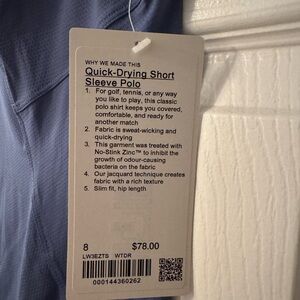 WHY WE MADE THIS
Quick-Drying Short
Sleeve Polo
1. For golf, tennis, or any way
you like to play, this classic
polo shirt keeps you covered,
comfortable, and ready for
another match
2. Fabric is sweat-wicking and
quick-drying
3. This garment was treated with
No-Stink Zinc™ to inhibit the
growth of odour-causing
bacteria on the fabric
4. Our jacquard technique creates
fabric with a rich texture
5. Slim fit, hip length
8 $78.00
LW3EZTS WTDR
000144360262